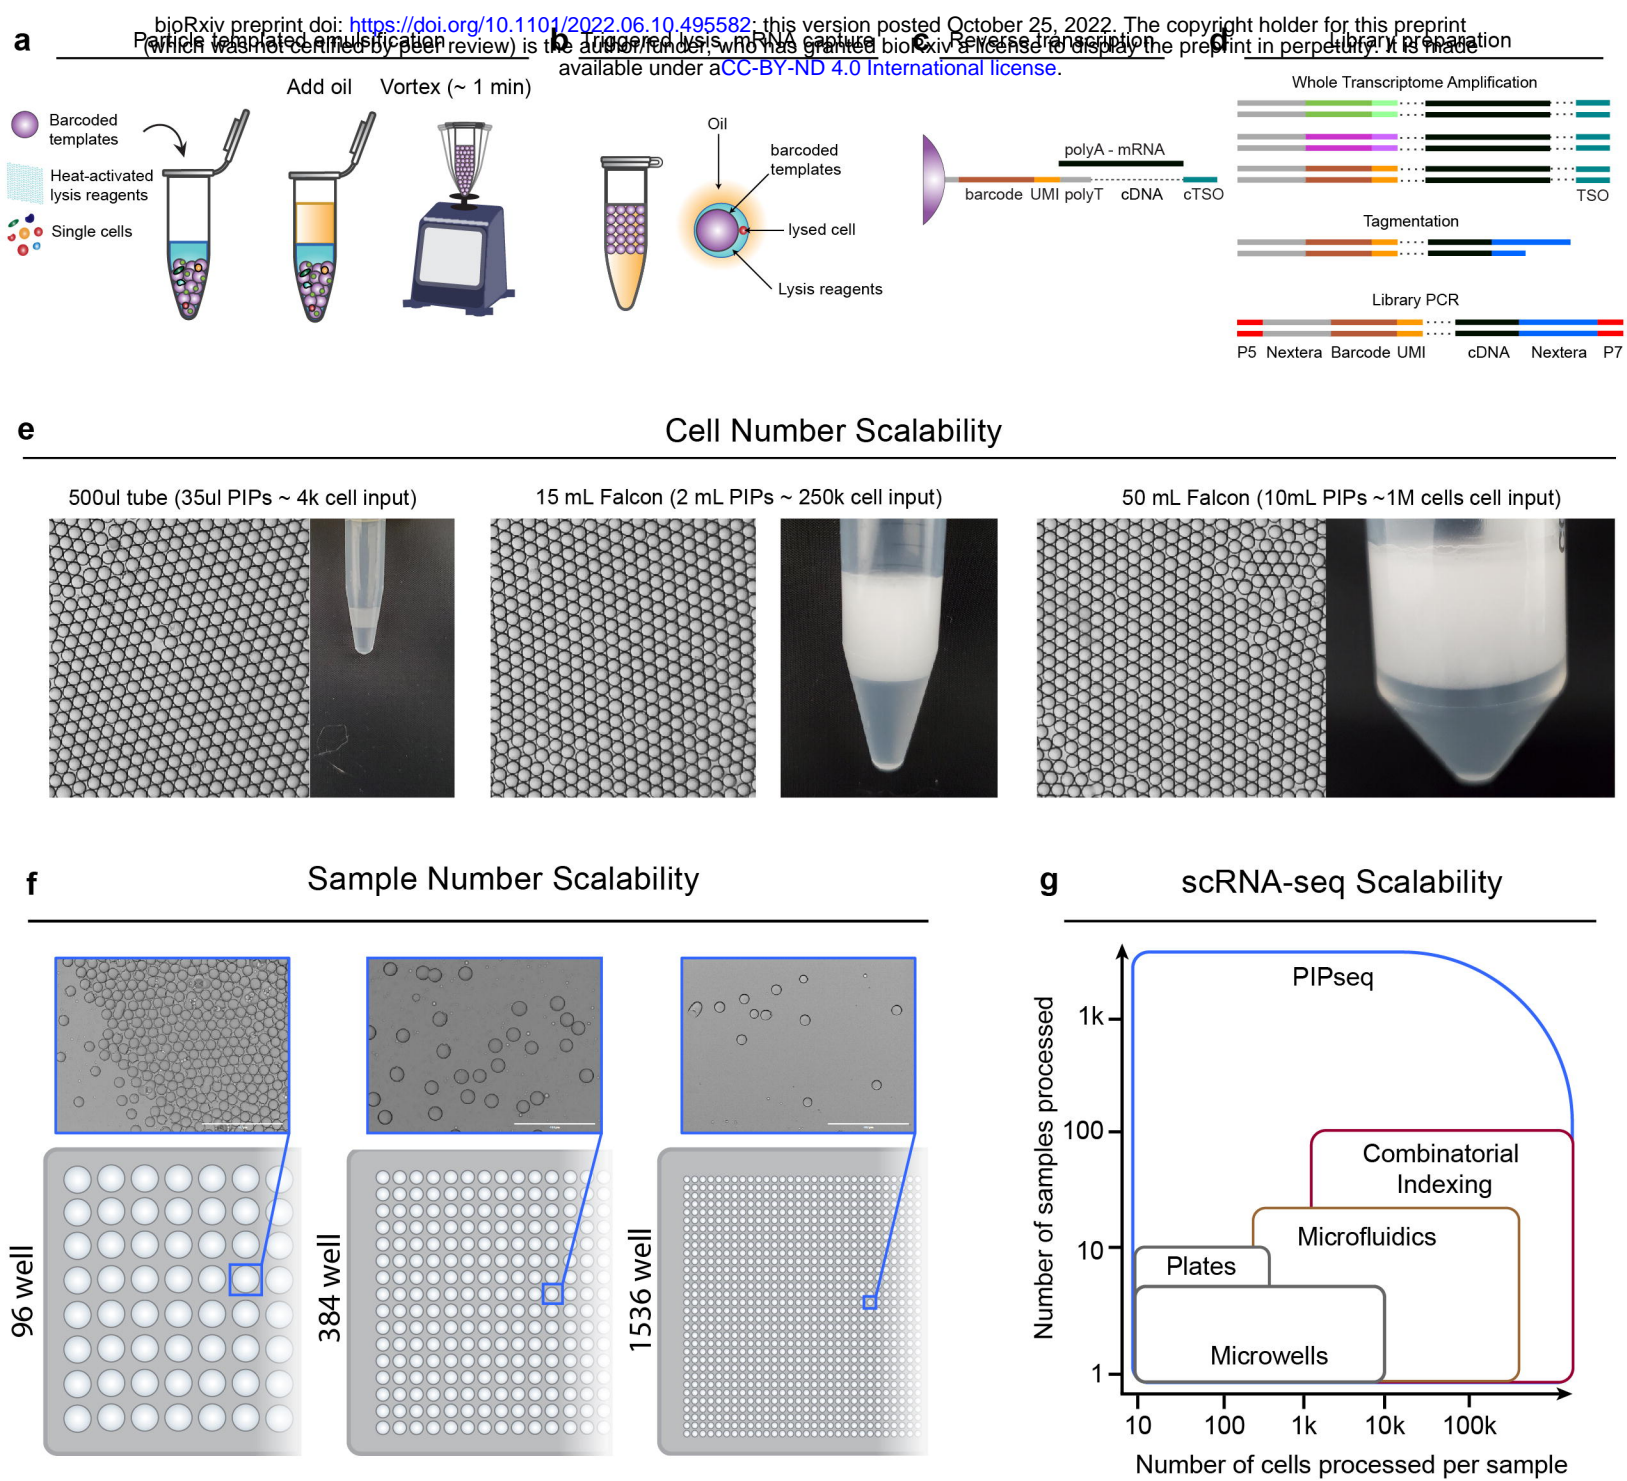 bioRxiv preprint doi: https://doi.org/10.1101/2022.06.10.495582; this version posted October 25, 2022. The copyright holder for this preprint
(which was not certified by peer review) is the author/funder, who has granted bioRxiv a license to display the preprint in perpetuity. It is made
available under aCC-BY-ND 4.0 International license.
a Particle templated emulsification
Add oil Vortex (~ 1 min)
Barcoded
templates
Heat-activated
lysis reagents
Single cells
b Triggered lysis, mRNA capture
Oil
barcoded
templates
lysed cell
Lysis reagents
c Reverse transcription
polyA - mRNA
barcode UMI polyT cDNA cTSO
d Library preparation
Whole Transcriptome Amplification
TSO
Tagmentation
Library PCR
P5 Nextera Barcode UMI cDNA Nextera P7
e Cell Number Scalability
500ul tube (35ul PIPs ~ 4k cell input)
15 mL Falcon (2 mL PIPs ~ 250k cell input)
50 mL Falcon (10mL PIPs ~1M cells cell input)
f Sample Number Scalability
96 well
384 well
1536 well
g scRNA-seq Scalability
Number of samples processed
1k
100
10
1
PIPseq
Combinatorial
Indexing
Microfluidics
Plates
Microwells
10 100 1k 10k 100k
Number of cells processed per sample